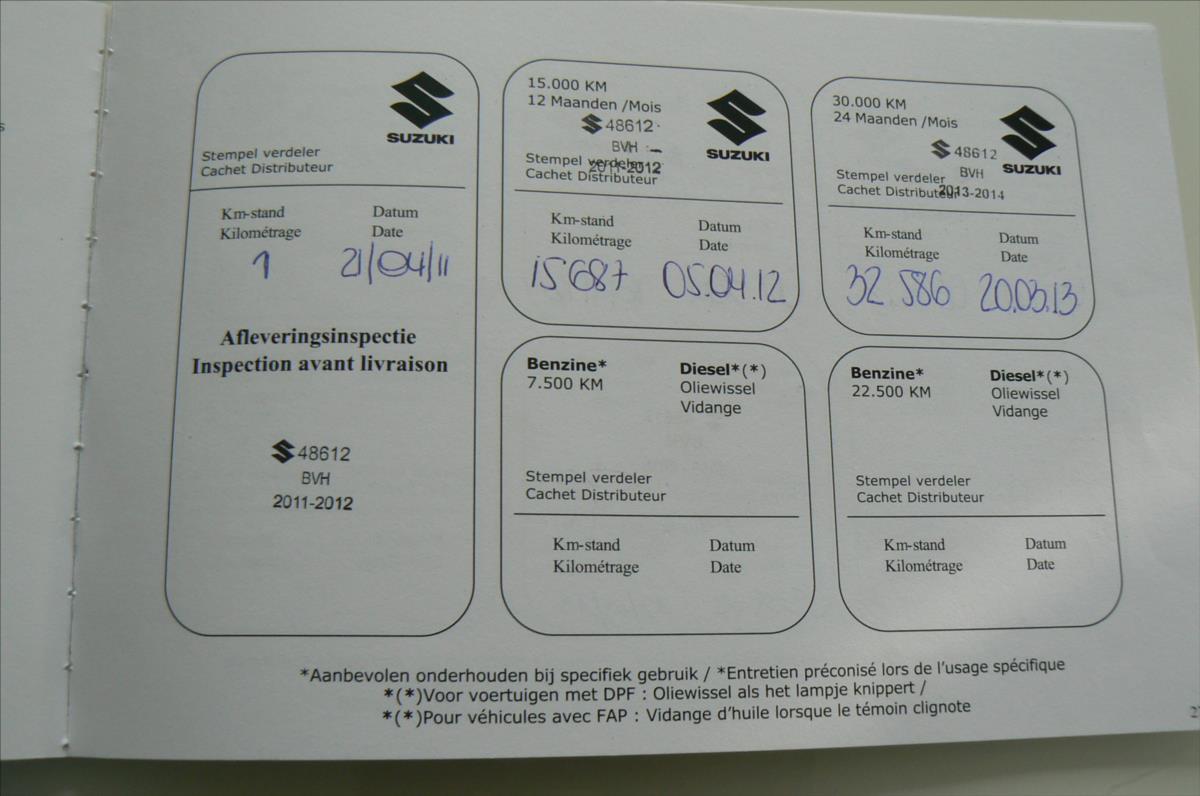 SUZUKI
Stempel verdeler
Cachet Distributeur
Km-stand Datum
Kilométrage Date
1 21/04/11
Afleveringsinspectie
Inspection avant livraison
48612
BVH
2011-2012
15.000 KM
12 Maanden /Mois
48612
SUZUKI
BVH
Stempel verdeler
2011-2012
Cachet Distributeur
Km-stand Datum
Kilométrage Date
15687 05.04.12
30.000 KM
24 Maanden /Mois
48612
SUZUKI
BVH
Stempel verdeler
Cachet Distributeur 2013-2014
Km-stand Datum
Kilométrage Date
32 586 20.03.13
Benzine* Diesel*(*)
7.500 KM Oliewissel
Vidange
Stempel verdeler
Cachet Distributeur
Km-stand Datum
Kilométrage Date
Benzine* Diesel*(*)
22.500 KM Oliewissel
Vidange
Stempel verdeler
Cachet Distributeur
Km-stand Datum
Kilométrage Date
*Aanbevolen onderhouden bij specifiek gebruik / *Entretien préconisé lors de l'usage spécifique
*(*)Voor voertuigen met DPF : Oliewissel als het lampje knippert /
*(*)Pour véhicules avec FAP : Vidange d'huile lorsque le témoin clignote